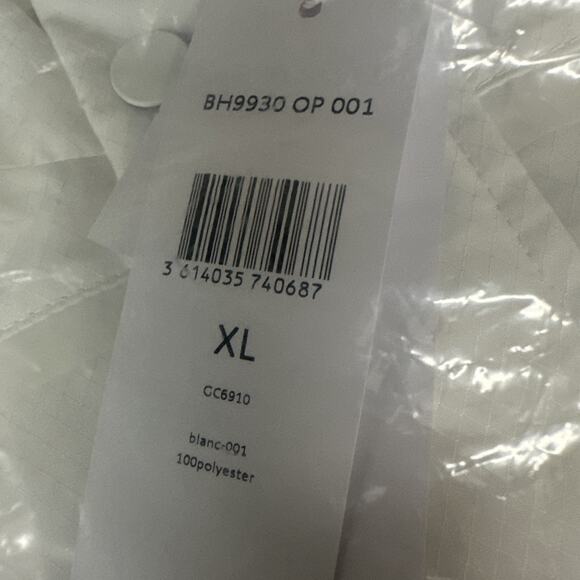 BH9930 OP 001
3 614035 740687
XL
GC6910
blanc-001
100polyester